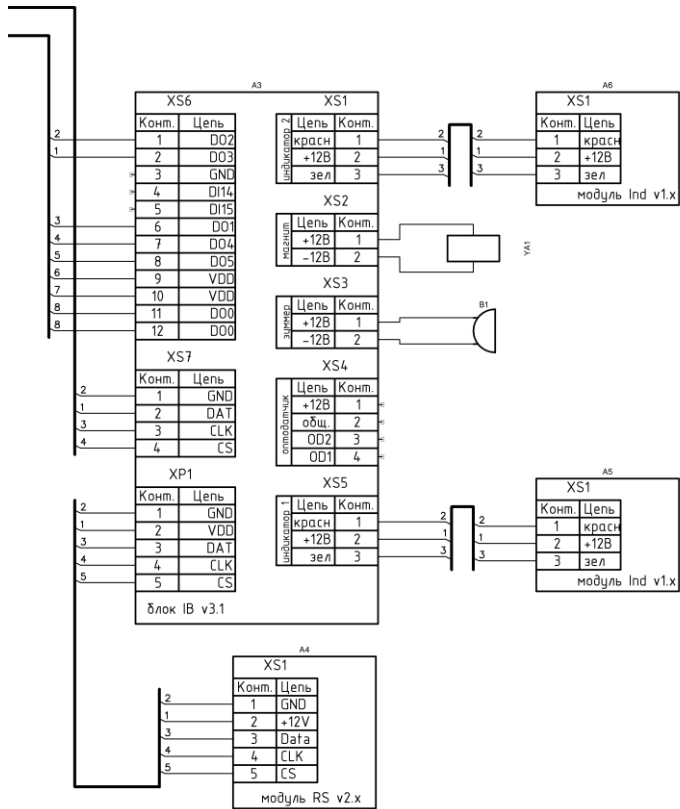 A3
XS6
Конт. Цепь
2 1 DO2
1 2 DO3
3 GND
4 DI14
5 DI15
3 6 DO1
4 7 DO4
5 8 DO5
6 9 VDD
7 10 VDD
8 11 DO0
8 12 DO0
XS7
Конт. Цепь
2 1 GND
1 2 DAT
3 3 CLK
4 4 CS
XP1
Конт. Цепь
2 1 GND
1 2 VDD
3 3 DAT
4 4 CLK
5 5 CS
блок IB v3.1
XS1
индикатор 2
Цепь Конт.
красн 1 2 2
+12В 2 1 1
зел 3 3 3
XS2
магнит
Цепь Конт.
+12В 1
-12В 2
YA1
XS3
зуммер
Цепь Конт.
+12В 1
-12В 2
B1
XS4
оптодатчик
Цепь Конт.
+12В 1
общ. 2
OD2 3
OD1 4
XS5
индикатор 1
Цепь Конт.
красн 1 2 2
+12В 2 1 1
зел 3 3 3
A6
XS1
Конт. Цепь
1 красн
2 +12В
3 зел
модуль Ind v1.x
A5
XS1
Конт. Цепь
1 красн
2 +12В
3 зел
модуль Ind v1.x
A4
XS1
Конт. Цепь
2 1 GND
1 2 +12V
3 3 Data
4 4 CLK
5 5 CS
модуль RS v2.x